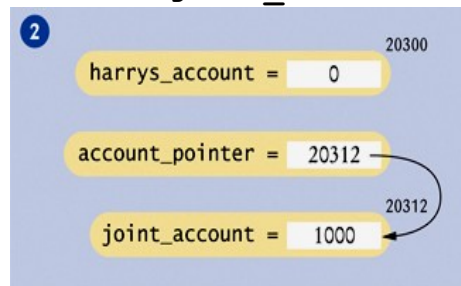 2
20300
harrys_account = 0
account_pointer = 20312
20312
joint_account = 1000